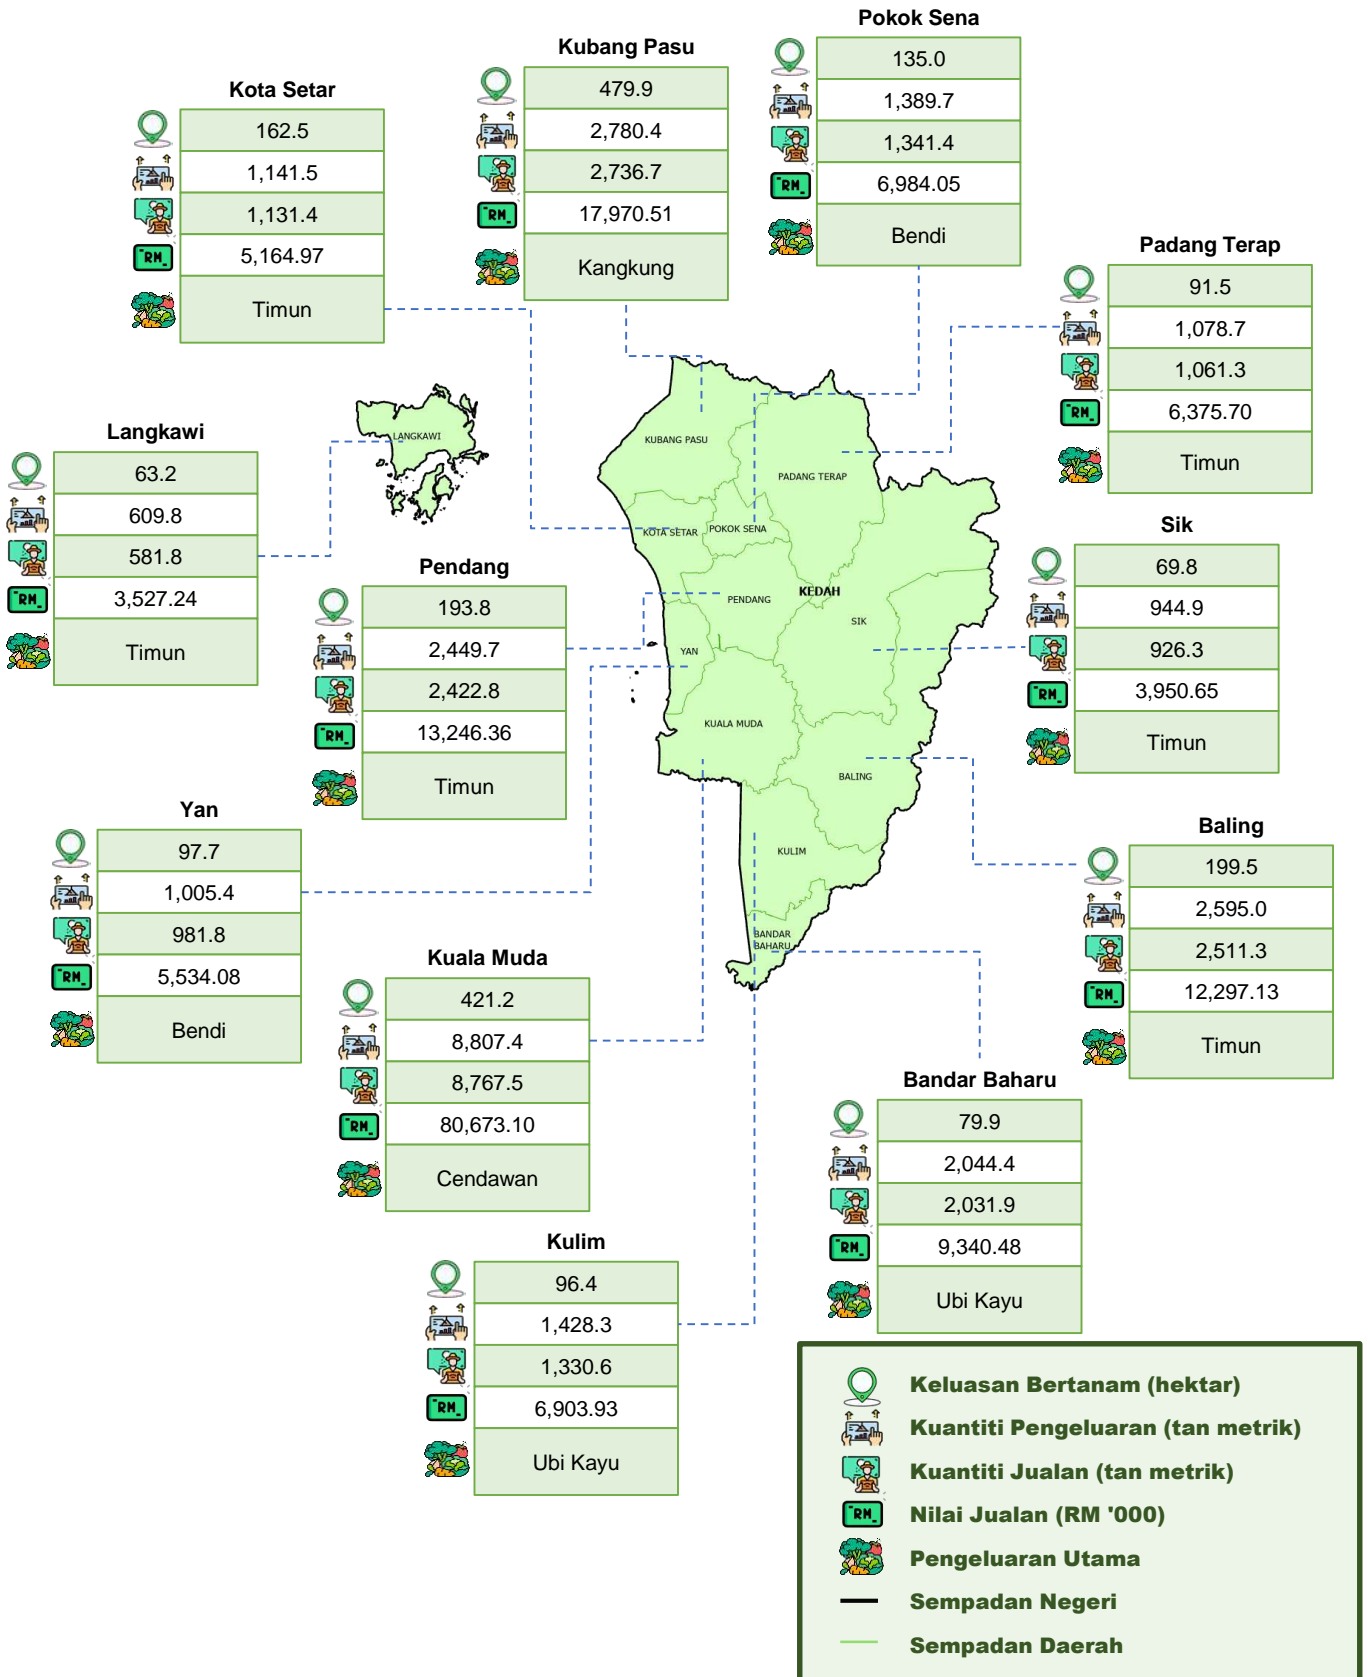 Pokok Sena
135.0
1,389.7
1,341.4
6,984.05
Bendi
Kubang Pasu
479.9
2,780.4
2,736.7
17,970.51
Kangkung
Kota Setar
162.5
1,141.5
1,131.4
5,164.97
Timun
Padang Terap
91.5
1,078.7
1,061.3
6,375.70
Timun
Langkawi
63.2
609.8
581.8
3,527.24
Timun
LANGKAWI
KUBANG PASU
PADANG TERAP
KOTA SETAR
POKOK SENA
PENDANG
KEDAH
SIK
YAN
KUALA MUDA
BALING
KULIM
BANDAR
BAHARU
Sik
69.8
944.9
926.3
3,950.65
Timun
Pendang
193.8
2,449.7
2,422.8
13,246.36
Timun
Yan
97.7
1,005.4
981.8
5,534.08
Bendi
Baling
199.5
2,595.0
2,511.3
12,297.13
Timun
Kuala Muda
421.2
8,807.4
8,767.5
80,673.10
Cendawan
Bandar Baharu
79.9
2,044.4
2,031.9
9,340.48
Ubi Kayu
Kulim
96.4
1,428.3
1,330.6
6,903.93
Ubi Kayu
Keluasan Bertanam (hektar)
Kuantiti Pengeluaran (tan metrik)
Kuantiti Jualan (tan metrik)
RM Nilai Jualan (RM '000)
Pengeluaran Utama
Sempadan Negeri
Sempadan Daerah